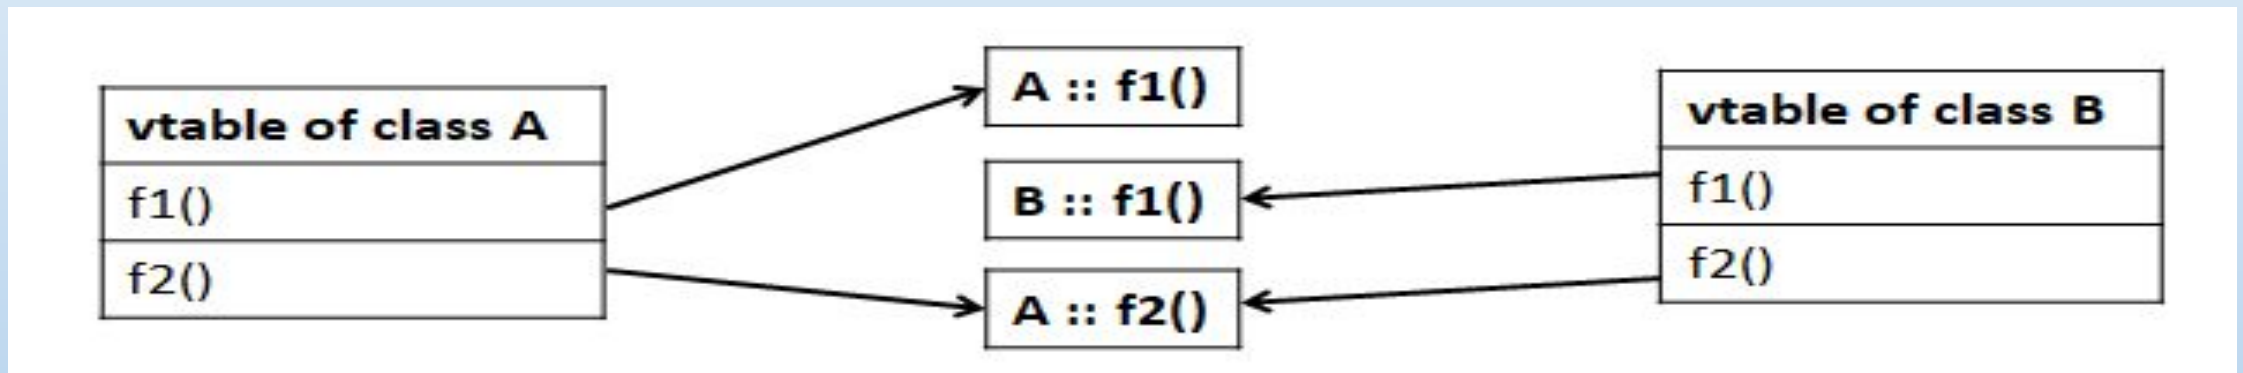 vtable of class A
f1()
f2()
A :: f1()
B :: f1()
A :: f2()
vtable of class B
f1()
f2()